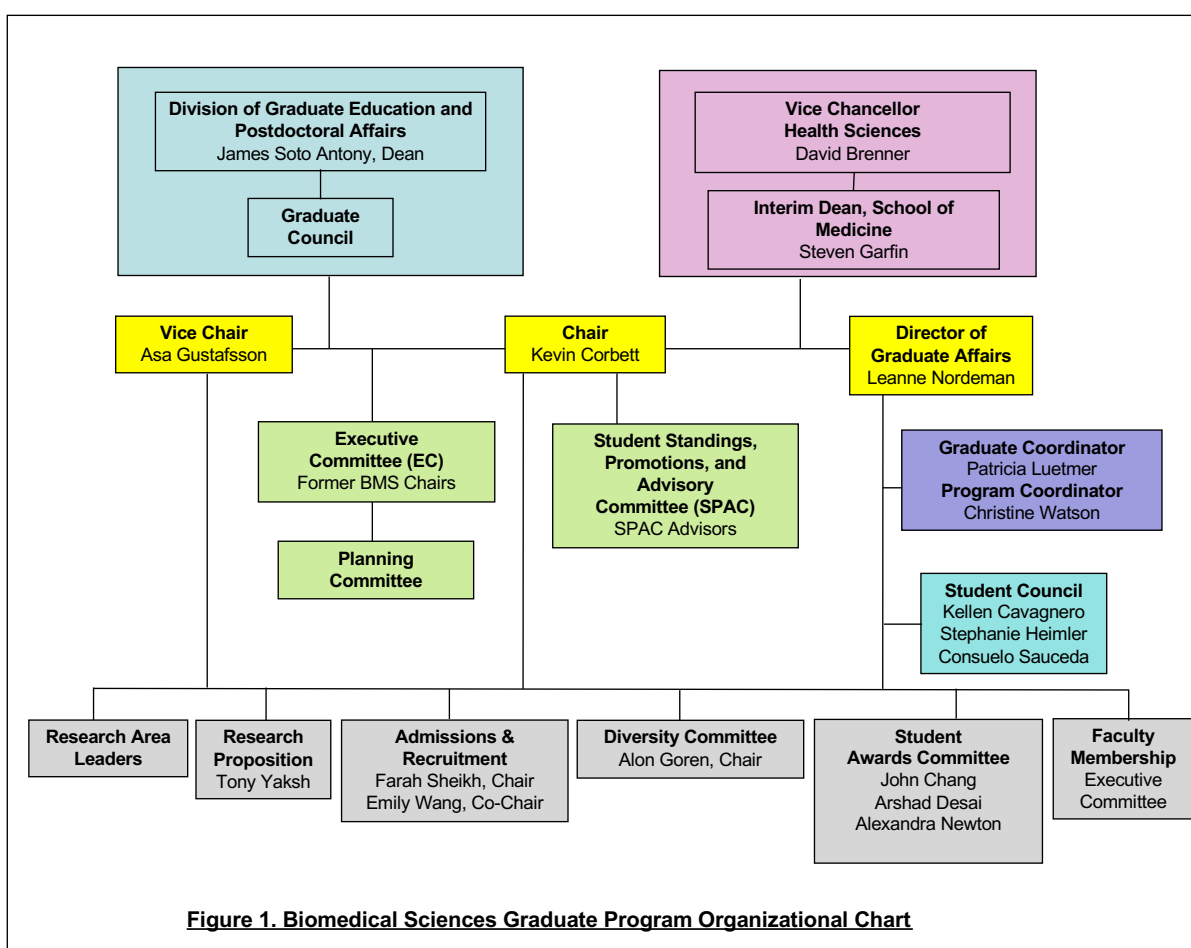 Division of Graduate Education and
Postdoctoral Affairs
James Soto Antony, Dean
Graduate
Council
Vice Chancellor
Health Sciences
David Brenner
Interim Dean, School of
Medicine
Steven Garfin
Vice Chair
Asa Gustafsson
Chair
Kevin Corbett
Director of
Graduate Affairs
Leanne Nordeman
Executive
Committee (EC)
Former BMS Chairs
Planning
Committee
Student Standings,
Promotions, and
Advisory
Committee (SPAC)
SPAC Advisors
Graduate Coordinator
Patricia Luetmer
Program Coordinator
Christine Watson
Student Council
Kellen Cavagnero
Stephanie Heimler
Consuelo Sauceda
Research Area
Leaders
Research
Proposition
Tony Yaksh
Admissions &
Recruitment
Farah Sheikh, Chair
Emily Wang, Co-Chair
Diversity Committee
Alon Goren, Chair
Student
Awards Committee
John Chang
Arshad Desai
Alexandra Newton
Faculty
Membership
Executive
Committee
Figure 1. Biomedical Sciences Graduate Program Organizational Chart